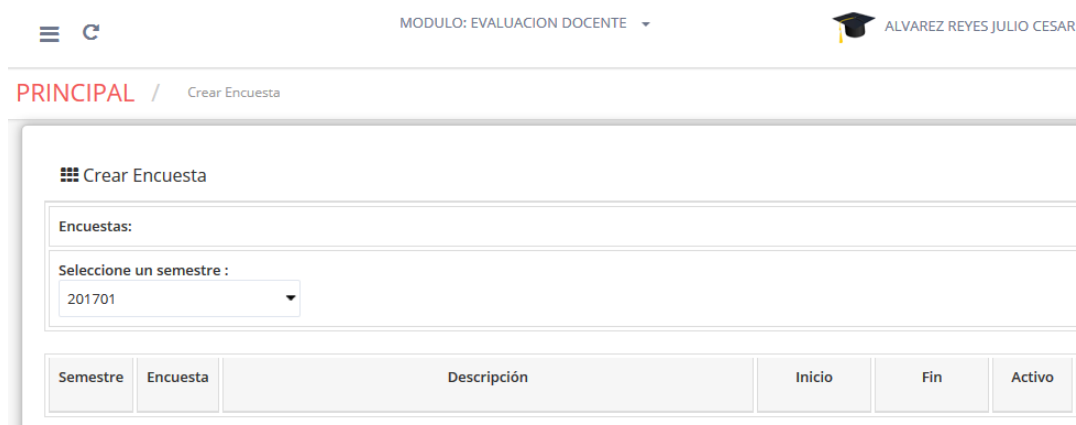 MODULO: EVALUACION DOCENTE
ALVAREZ REYES JULIO CESAR
PRINCIPAL / Crear Encuesta
Crear Encuesta
Encuestas:
Seleccione un semestre :
201701
Semestre Encuesta Descripción Inicio Fin Activo